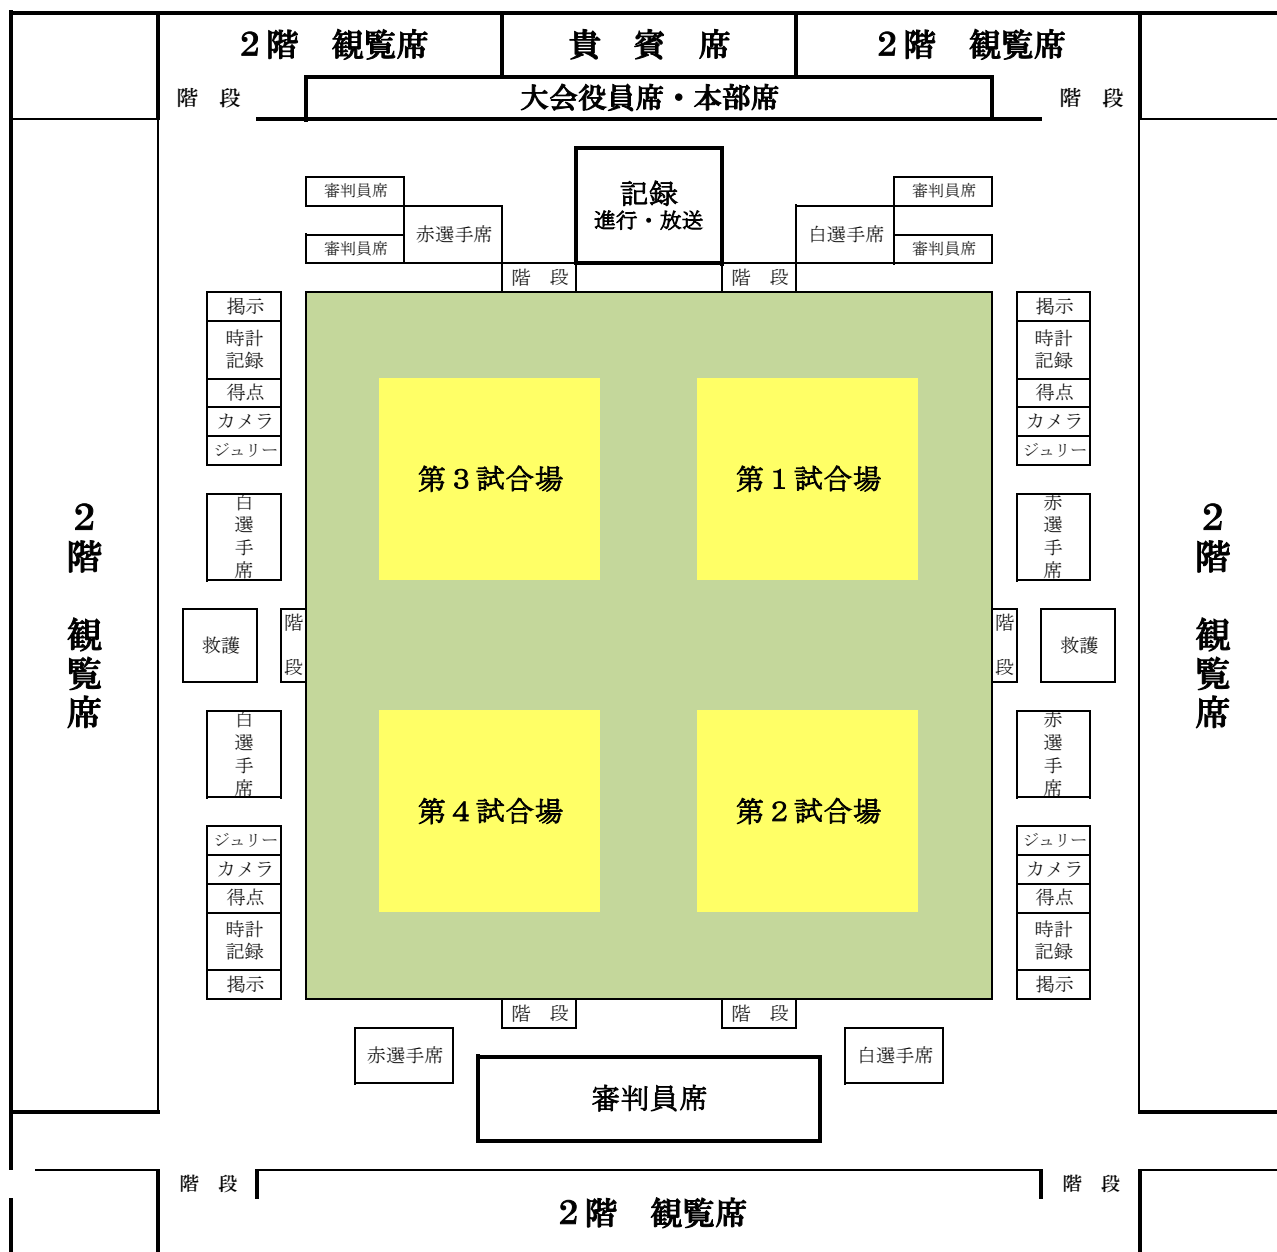 ２階　観覧席
貴　賓　席
２階　観覧席
階　段
大会役員席・本部席
階　段
記録
進行・放送
審判員席
赤選手席
審判員席
審判員席
白選手席
審判員席
階　段
階　段
掲示
時計
記録
得点
カメラ
ジュリー
掲示
時計
記録
得点
カメラ
ジュリー
第３試合場
第１試合場
２階　観覧席
白選手席
赤選手席
２階　観覧席
救護
階　段
階　段
救護
白選手席
赤選手席
第４試合場
第２試合場
ジュリー
カメラ
得点
時計
記録
掲示
ジュリー
カメラ
得点
時計
記録
掲示
階　段
階　段
赤選手席
審判員席
白選手席
階　段
２階　観覧席
階　段